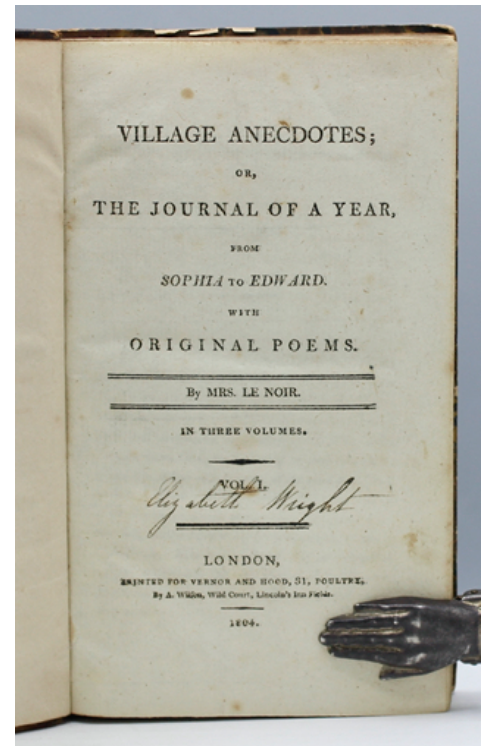 VILLAGE ANECDOTES;
OR,
THE JOURNAL OF A YEAR,
FROM
SOPHIA TO EDWARD.
WITH
ORIGINAL POEMS.
By MRS. LE NOIR.
IN THREE VOLUMES.
VOL. I.
Elizabeth Wright
LONDON,
PRINTED FOR VERNOR AND HOOD, 31, POULTRY,
By A. Wilson, Wild Court, Lincoln's Inn Fields.
1804.